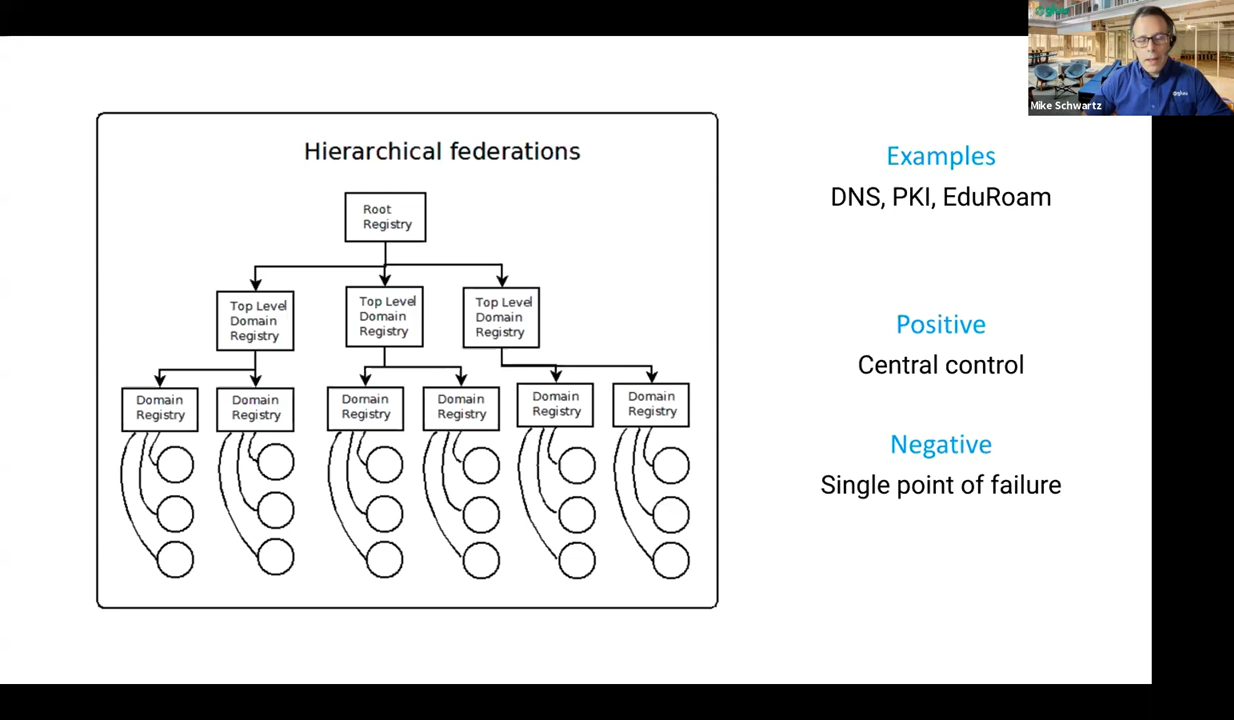 gluu
Mike Schwartz
Hierarchical federations
Root
Registry
Top Level
Domain
Registry
Top Level
Domain
Registry
Top Level
Domain
Registry
Domain
Registry
Domain
Registry
Domain
Registry
Domain
Registry
Domain
Registry
Domain
Registry
Examples
DNS, PKI, EduRoam
Positive
Central control
Negative
Single point of failure